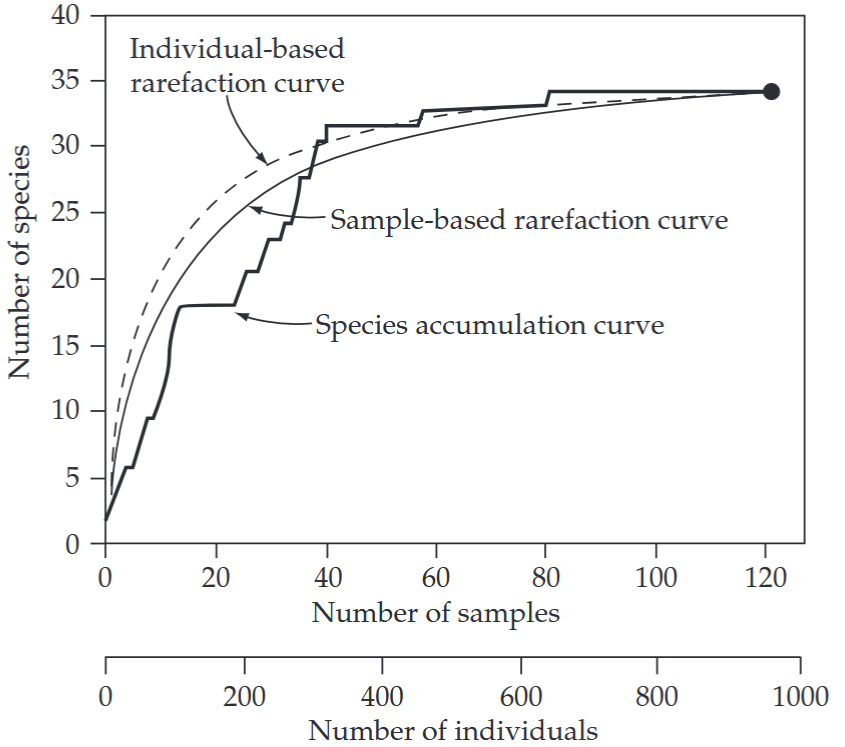 40
35
30
25
20
15
10
5
0
Number of species
Individual-based
rarefaction curve
Sample-based rarefaction curve
Species accumulation curve
0 20 40 60 80 100 120
Number of samples
0 200 400 600 800 1000
Number of individuals